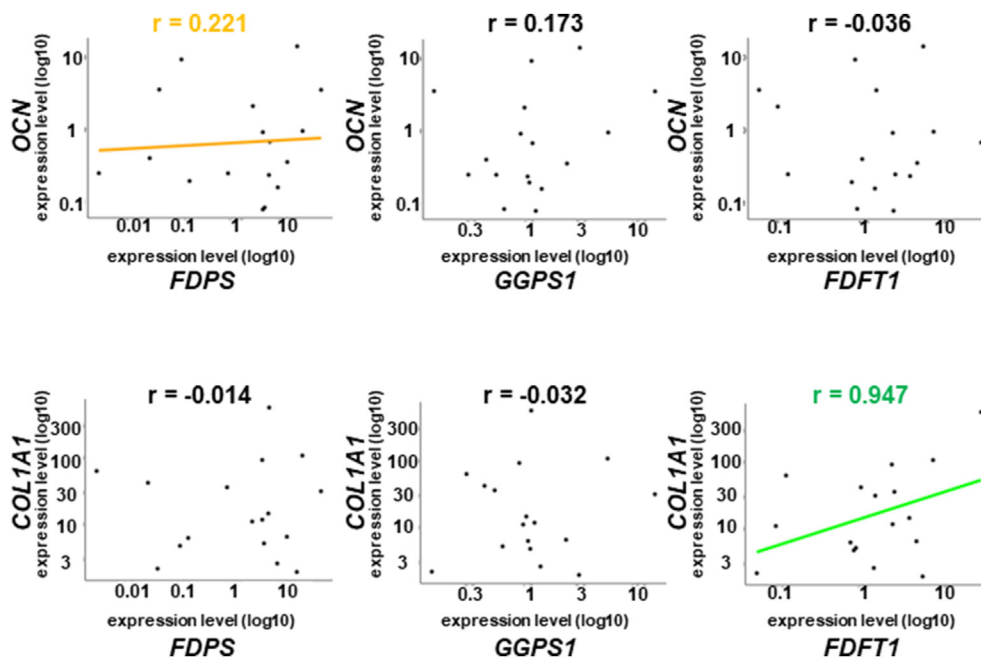 r = 0.221
OCN
expression level (log10)
10
1
0.1
0.01
0.1
1
10
expression level (log10)
FDPS
r = 0.173
OCN
expression level (log10)
10
1
0.1
0.3
1
3
10
expression level (log10)
GGPS1
r = -0.036
OCN
expression level (log10)
10
1
0.1
0.1
1
10
expression level (log10)
FDFT1
r = -0.014
COL1A1
expression level (log10)
300
100
30
10
3
0.01
0.1
1
10
expression level (log10)
FDPS
r = -0.032
COL1A1
expression level (log10)
300
100
30
10
3
0.3
1
3
10
expression level (log10)
GGPS1
r = 0.947
COL1A1
expression level (log10)
300
100
30
10
3
0.1
1
10
expression level (log10)
FDFT1